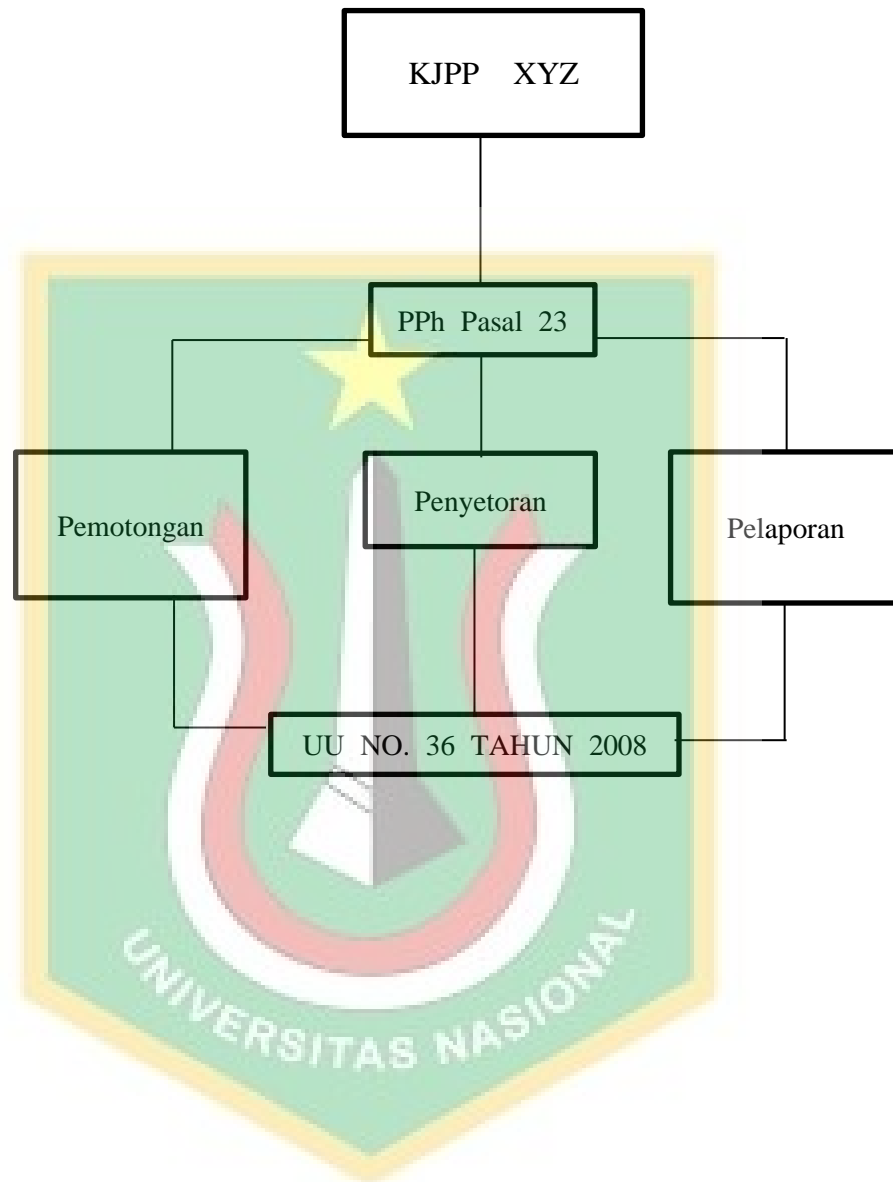 KJPP XYZ
PPh Pasal 23
Pemotongan
Penyetoran
Pelaporan
UU NO. 36 TAHUN 2008
UNIVERSITAS NASIONAL